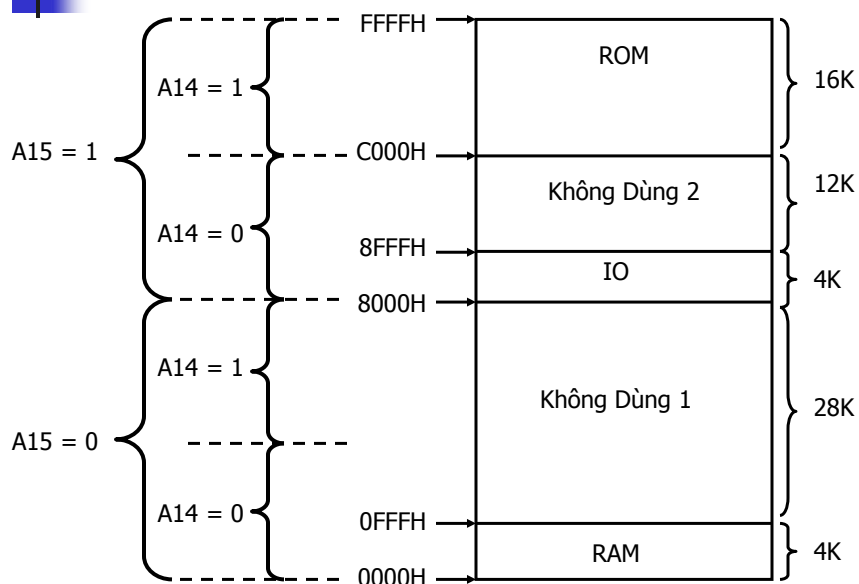 FFFFH
ROM
A14 = 1
16K
A15 = 1
C000H
Không Dùng 2
12K
A14 = 0
8FFFH
IO
4K
8000H
A14 = 1
Không Dùng 1
28K
A15 = 0
A14 = 0
0FFFH
RAM
4K
0000H